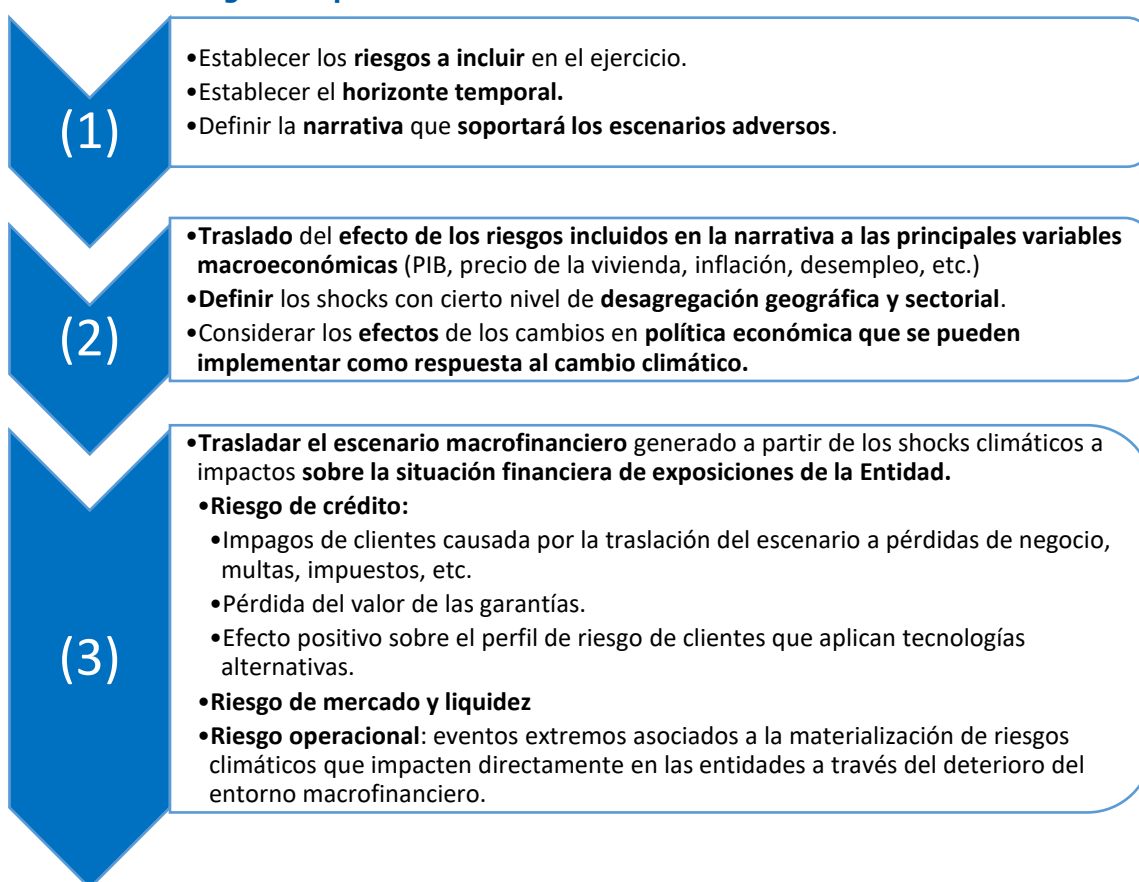 (1)
•Establecer los riesgos a incluir en el ejercicio.
•Establecer el horizonte temporal.
•Definir la narrativa que soportará los escenarios adversos.
(2)
•Traslado del efecto de los riesgos incluidos en la narrativa a las principales variables
macroeconómicas (PIB, precio de la vivienda, inflación, desempleo, etc.)
•Definir los shocks con cierto nivel de desagregación geográfica y sectorial.
•Considerar los efectos de los cambios en política económica que se pueden
implementar como respuesta al cambio climático.
(3)
•Trasladar el escenario macrofinanciero generado a partir de los shocks climáticos a
impactos sobre la situación financiera de exposiciones de la Entidad.
•Riesgo de crédito:
•Impagos de clientes causada por la traslación del escenario a pérdidas de negocio,
multas, impuestos, etc.
•Pérdida del valor de las garantías.
•Efecto positivo sobre el perfil de riesgo de clientes que aplican tecnologías
alternativas.
•Riesgo de mercado y liquidez
•Riesgo operacional: eventos extremos asociados a la materialización de riesgos
climáticos que impacten directamente en las entidades a través del deterioro del
entorno macrofinanciero.